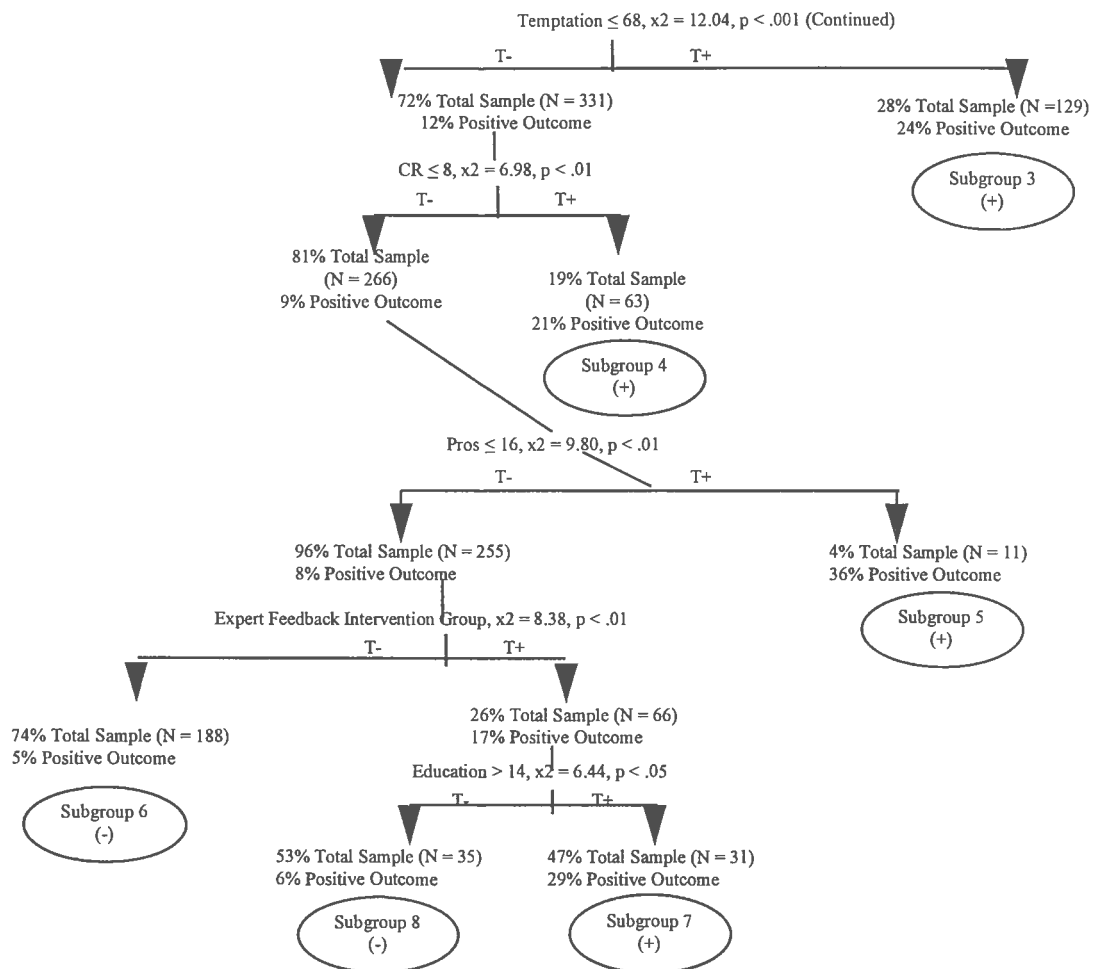 Temptation ≤ 68, x2 = 12.04, p < .001 (Continued)
T-
T+
72% Total Sample (N = 331)
12% Positive Outcome
28% Total Sample (N =129)
24% Positive Outcome
Subgroup 3
(+)
CR ≤ 8, x2 = 6.98, p < .01
T-
T+
81% Total Sample
(N = 266)
9% Positive Outcome
19% Total Sample
(N = 63)
21% Positive Outcome
Subgroup 4
(+)
Pros ≤ 16, x2 = 9.80, p < .01
T-
T+
96% Total Sample (N = 255)
8% Positive Outcome
4% Total Sample (N = 11)
36% Positive Outcome
Subgroup 5
(+)
Expert Feedback Intervention Group, x2 = 8.38, p < .01
T-
T+
74% Total Sample (N = 188)
5% Positive Outcome
Subgroup 6
(-)
26% Total Sample (N = 66)
17% Positive Outcome
Education > 14, x2 = 6.44, p < .05
T-
T+
53% Total Sample (N = 35)
6% Positive Outcome
47% Total Sample (N = 31)
29% Positive Outcome
Subgroup 8
(-)
Subgroup 7
(+)